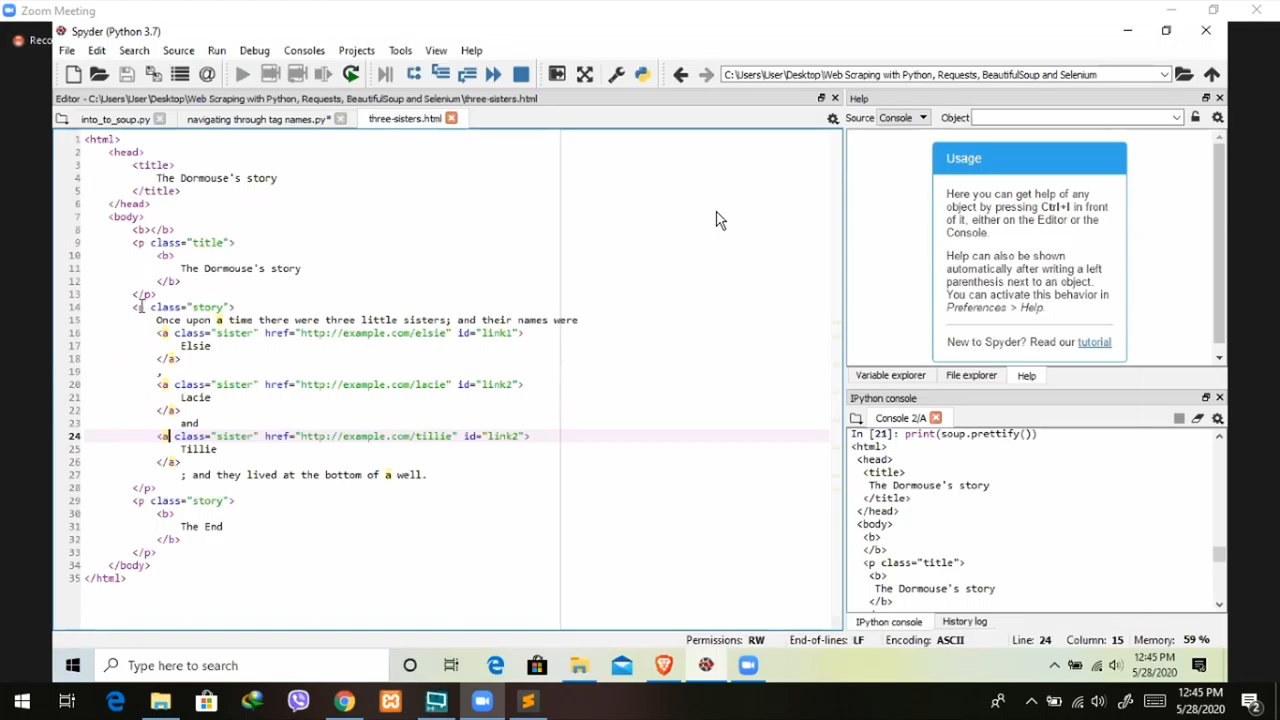 Zoom Meeting
Reco
Spyder (Python 3.7)
File Edit Search Source Run Debug Consoles Projects Tools View Help
C:\Users\User\Desktop\Web Scraping with Python, Requests, BeautifulSoup and Selenium
Editor - C:\Users\User\Desktop\Web Scraping with Python, Requests, BeautifulSoup and Selenium\three-sisters.html
into_to_soup.py navigating through tag names.py* three-sisters.html
1 <html>
2 <head>
3 <title>
4 The Dormouse's story
5 </title>
6 </head>
7 <body>
8 <b></b>
9 <p class="title">
10 <b>
11 The Dormouse's story
12 </b>
13 </p>
14 <p class="story">
15 Once upon a time there were three little sisters; and their names were
16 <a class="sister" href="http://example.com/elsie" id="link1">
17 Elsie
18 </a>
19 ,
20 <a class="sister" href="http://example.com/lacie" id="link2">
21 Lacie
22 </a>
23 and
24 <a class="sister" href="http://example.com/tillie" id="link2">
25 Tillie
26 </a>
27 ; and they lived at the bottom of a well.
28 </p>
29 <p class="story">
30 <b>
31 The End
32 </b>
33 </p>
34 </body>
35 </html>
Help
Source Console Object
Usage
Here you can get help of any
object by pressing Ctrl+I in front
of it, either on the Editor or the
Console.
Help can also be shown
automatically after writing a left
parenthesis next to an object.
You can activate this behavior in
Preferences > Help.
New to Spyder? Read our tutorial
Variable explorer File explorer Help
IPython console
Console 2/A
In [21]: print(soup.prettify())
<html>
<head>
<title>
The Dormouse's story
</title>
</head>
<body>
<b>
</b>
<p class="title">
<b>
The Dormouse's story
</b>
IPython console History log
Permissions: RW End-of-lines: LF Encoding: ASCII Line: 24 Column: 15 Memory: 59 %
Type here to search
12:45 PM
5/28/2020
12:45 PM
5/28/2020
2